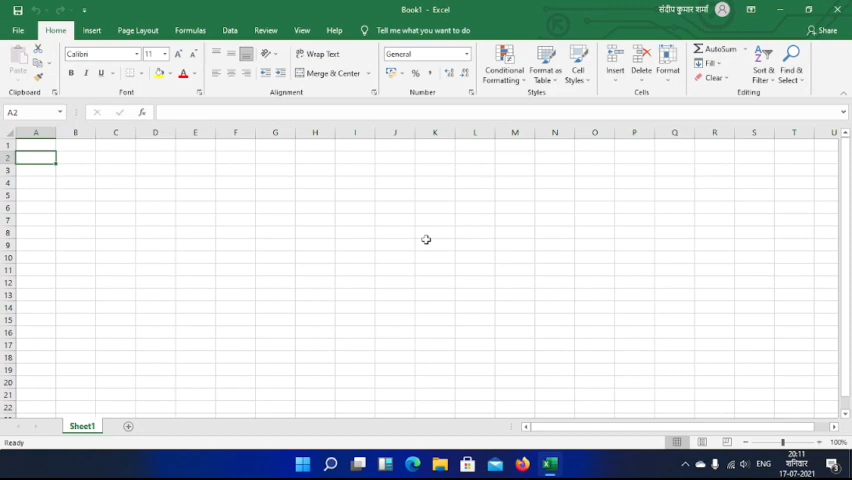 Book1 - Excel
संदीप कुमार शर्मा
File Home Insert Page Layout Formulas Data Review View Help Tell me what you want to do Share
Paste
Clipboard
Calibri 11 A A
B I U A
Font
Wrap Text
Merge & Center
Alignment
General
% ,
Number
Conditional Formatting
Format as Table
Cell Styles
Styles
Insert Delete Format
Cells
AutoSum
Fill
Clear
Sort & Filter
Find & Select
Editing
A2 fx
A B C D E F G H I J K L M N O P Q R S T U
1
2
3
4
5
6
7
8
9
10
11
12
13
14
15
16
17
18
19
20
21
22
Sheet1
Ready 100%
ENG
20:11
शनिवार
17-07-2021
3